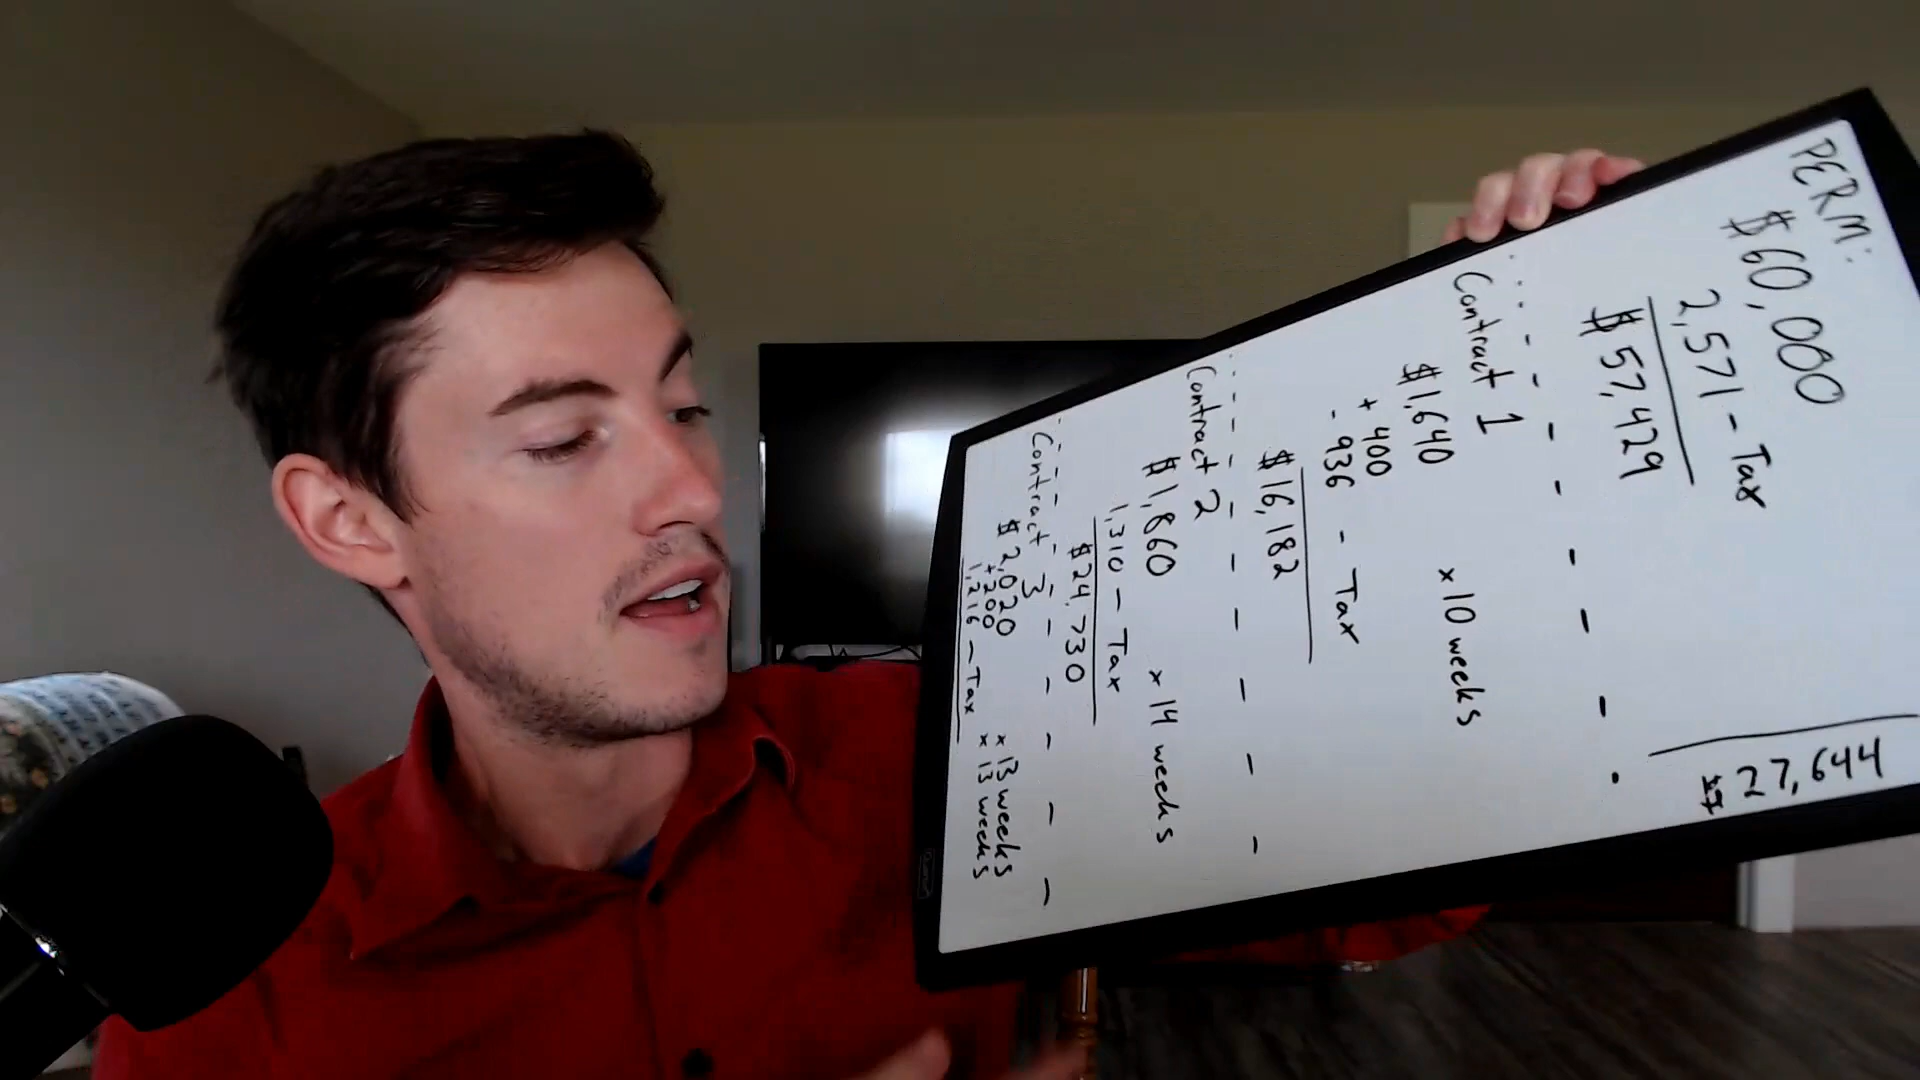 PERM:
$60,000
2,571 - Tax
$57,429
Contract 1
$1,640 x 10 weeks
+ 400
- 936 - Tax
$16,182
Contract 2
$1,860 x 14 weeks
1,310 - Tax
$24,730
Contract 3
$2,020 x 13 weeks
+200 x 13 weeks
1,216 - Tax
$27,644